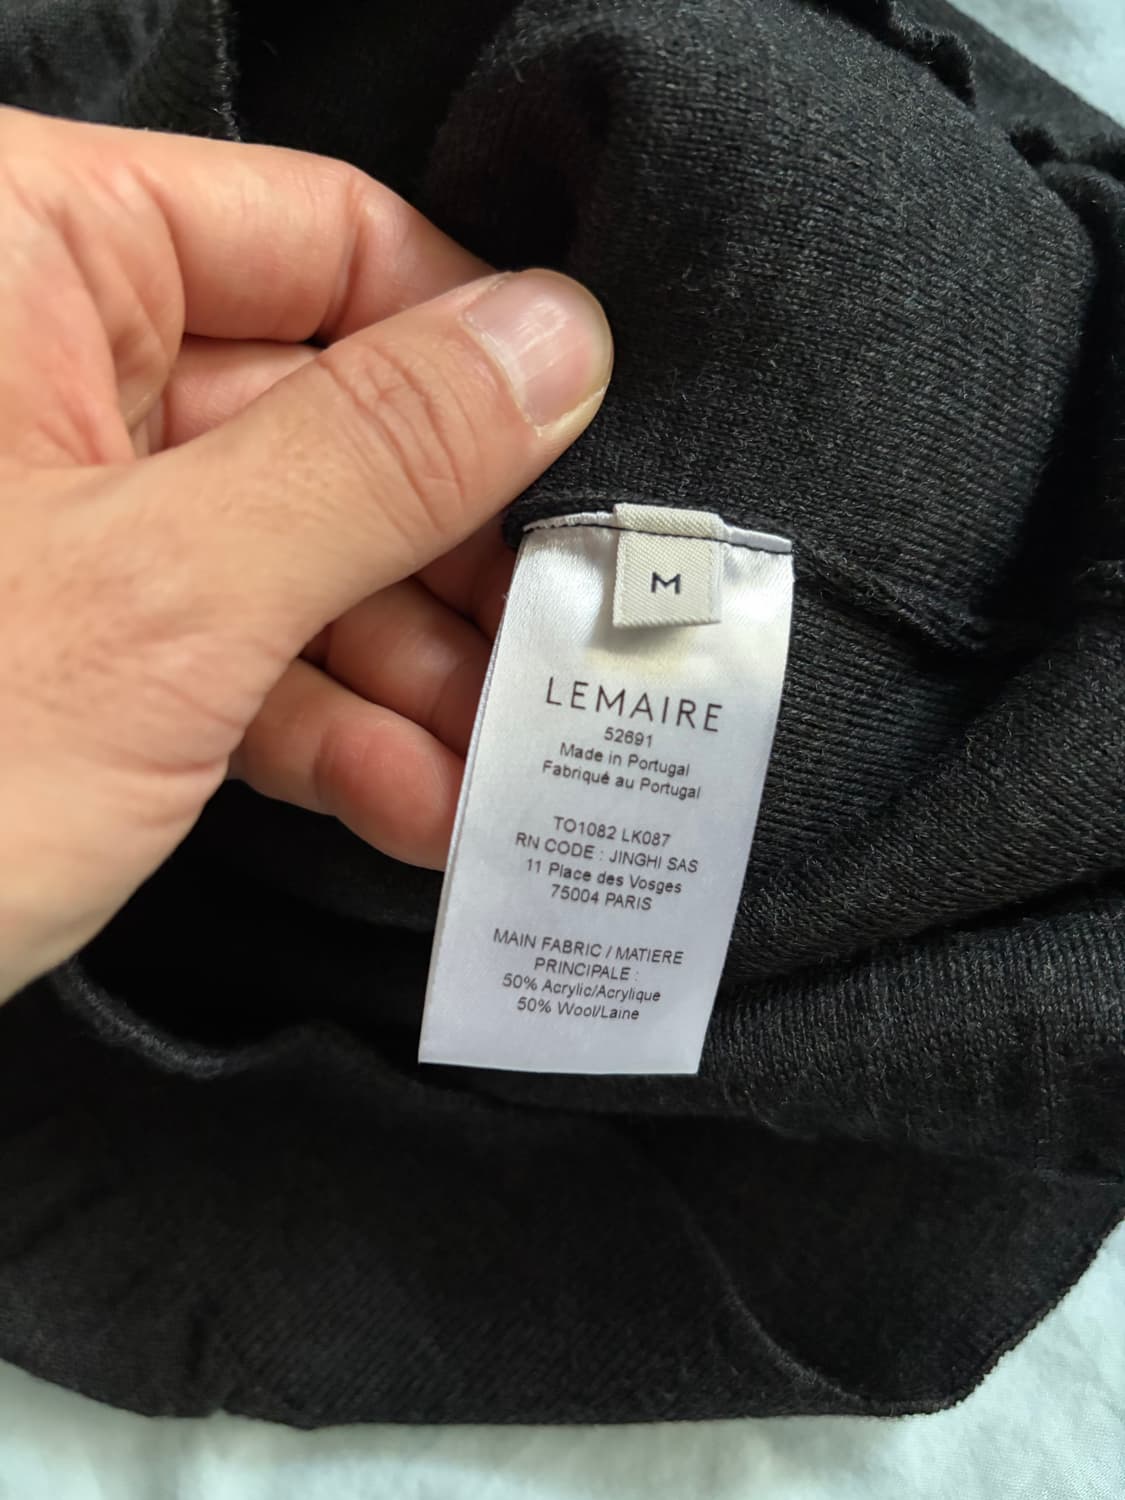 M
LEMAIRE
52691
Made in Portugal
Fabriqué au Portugal
TO1082 LK087
RN CODE : JINGHI SAS
11 Place des Vosges
75004 PARIS
MAIN FABRIC / MATIERE
PRINCIPALE :
50% Acrylic/Acrylique
50% Wool/Laine